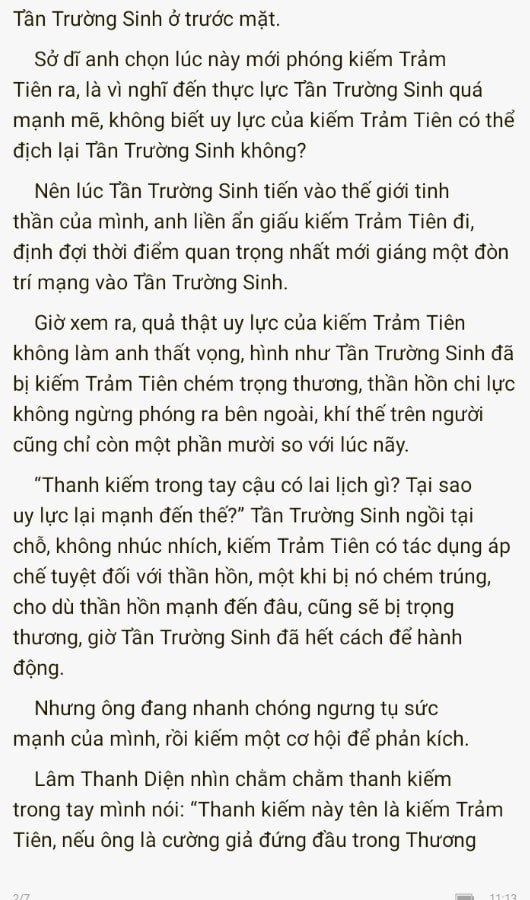 Tần Trường Sinh ở trước mặt.
Sở dĩ anh chọn lúc này mới phóng kiếm Trảm
Tiên ra, là vì nghĩ đến thực lực Tần Trường Sinh quá
mạnh mẽ, không biết uy lực của kiếm Trảm Tiên có thể
địch lại Tần Trường Sinh không?
Nên lúc Tần Trường Sinh tiến vào thế giới tinh
thần của mình, anh liền ẩn giấu kiếm Trảm Tiên đi,
định đợi thời điểm quan trọng nhất mới giáng một đòn
trí mạng vào Tần Trường Sinh.
Giờ xem ra, quả thật uy lực của kiếm Trảm Tiên
không làm anh thất vọng, hình như Tần Trường Sinh đã
bị kiếm Trảm Tiên chém trọng thương, thần hồn chi lực
không ngừng phóng ra bên ngoài, khí thế trên người
cũng chỉ còn một phần mười so với lúc nãy.
“Thanh kiếm trong tay cậu có lai lịch gì? Tại sao
uy lực lại mạnh đến thế?” Tần Trường Sinh ngồi tại
chỗ, không nhúc nhích, kiếm Trảm Tiên có tác dụng áp
chế tuyệt đối với thần hồn, một khi bị nó chém trúng,
cho dù thần hồn mạnh đến đâu, cũng sẽ bị trọng
thương, giờ Tần Trường Sinh đã hết cách để hành
động.
Nhưng ông đang nhanh chóng ngưng tụ sức
mạnh của mình, rồi kiếm một cơ hội để phản kích.
Lâm Thanh Diện nhìn chằm chằm thanh kiếm
trong tay mình nói: “Thanh kiếm này tên là kiếm Trảm
Tiên, nếu ông là cường giả đứng đầu trong Thương
2/7 11:13